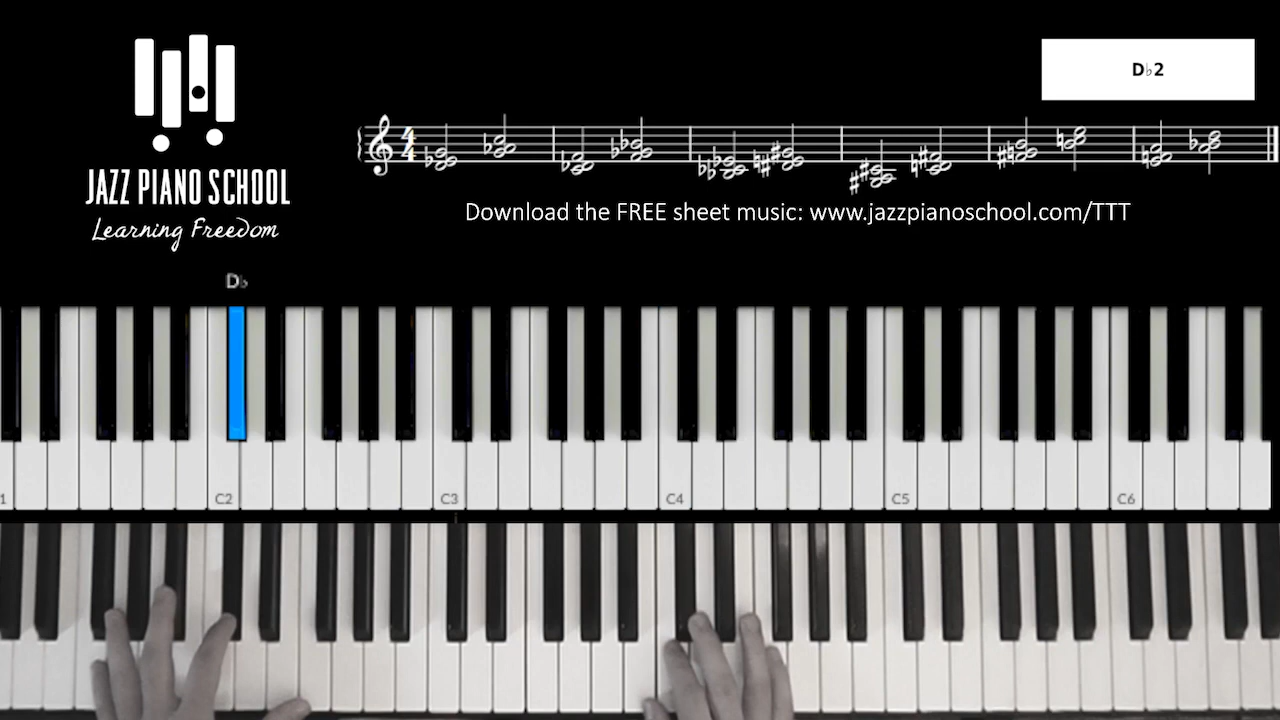 D♭2
JAZZ PIANO SCHOOL
Learning Freedom
Download the FREE sheet music: www.jazzpianoschool.com/TTT
D♭
1 C2 C3 C4 C5 C6